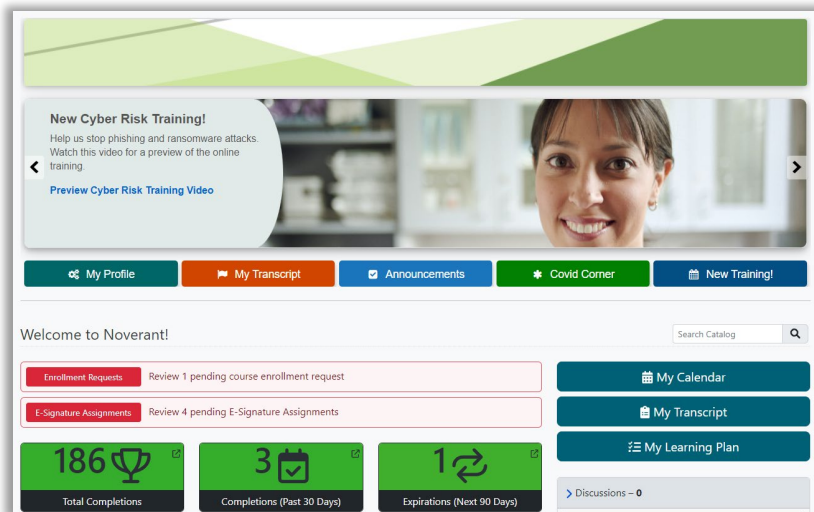 New Cyber Risk Training!
Help us stop phishing and ransomware attacks.
Watch this video for a preview of the online
training.
Preview Cyber Risk Training Video
My Profile
My Transcript
Announcements
Covid Corner
New Training!
Welcome to Noverant!
Search Catalog
Enrollment Requests
Review 1 pending course enrollment request
E-Signature Assignments
Review 4 pending E-Signature Assignments
My Calendar
My Transcript
My Learning Plan
186
Total Completions
3
Completions (Past 30 Days)
1
Expirations (Next 90 Days)
Discussions – 0